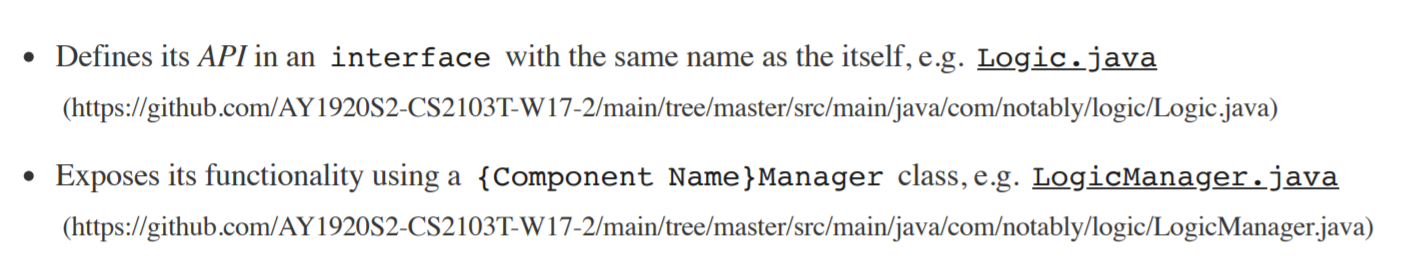 • Defines its API in an interface with the same name as the itself, e.g. Logic.java
(https://github.com/AY1920S2-CS2103T-W17-2/main/tree/master/src/main/java/com/notably/logic/Logic.java)
• Exposes its functionality using a {Component Name}Manager class, e.g. LogicManager.java
(https://github.com/AY1920S2-CS2103T-W17-2/main/tree/master/src/main/java/com/notably/logic/LogicManager.java)